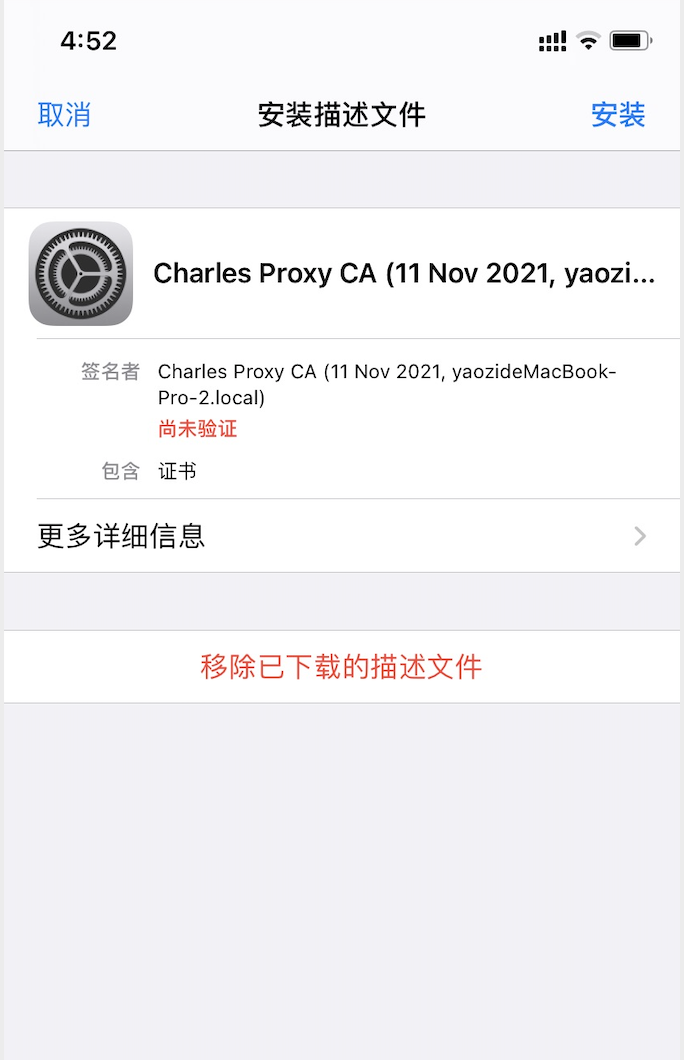 4:52
取消 安装描述文件 安装
Charles Proxy CA (11 Nov 2021, yaozi...
签名者 Charles Proxy CA (11 Nov 2021, yaozideMacBook-
Pro-2.local)
尚未验证
包含 证书
更多详细信息
移除已下载的描述文件